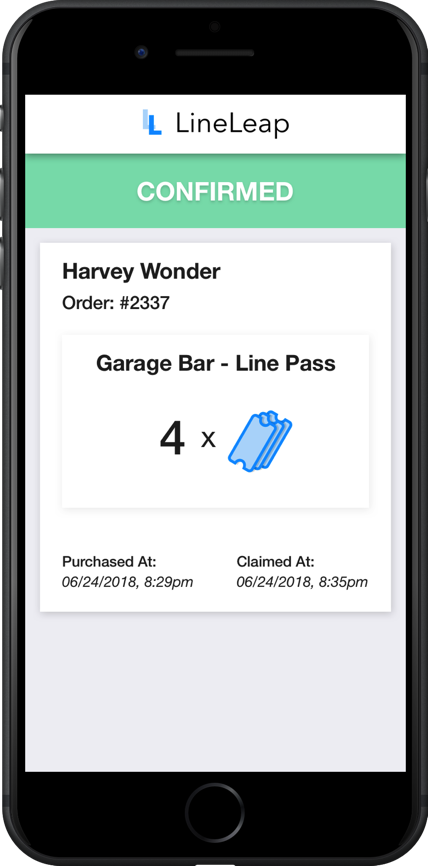 LineLeap
CONFIRMED
Harvey Wonder
Order: #2337
Garage Bar - Line Pass
4 x
Purchased At: Claimed At:
06/24/2018, 8:29pm 06/24/2018, 8:35pm